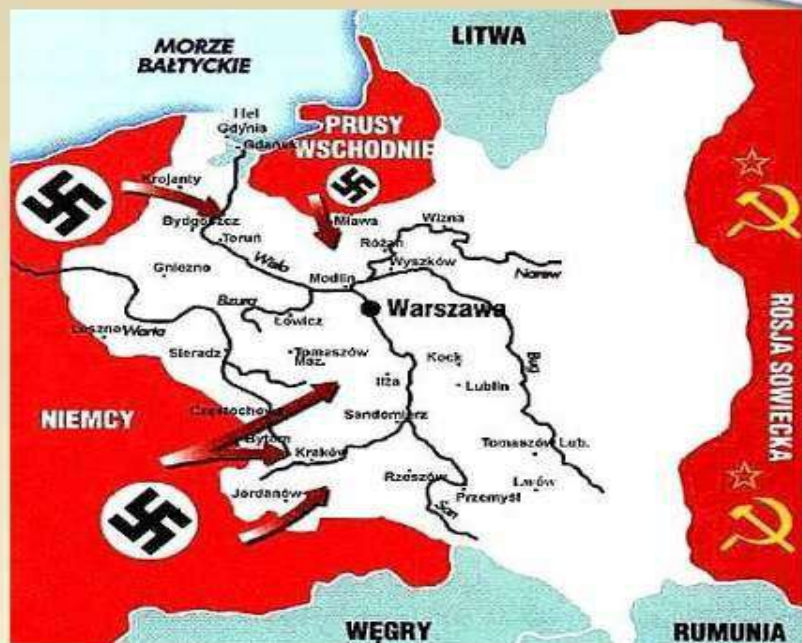 MORZE
BAŁTYCKIE
LITWA
Hel
Gdynia
Gdańsk
PRUSY
WSCHODNIE
Krojanty
Bydgoszcz
Toruń
Mława
Wizna
Różan
Wyszków
Narew
Gniezno
Wisła
Modlin
Bzura
Warszawa
Łowicz
Leszno
Warta
Sieradz
Tomaszów
Maz.
Kock
Bug
Iłża
Lublin
ROSJA SOWIECKA
NIEMCY
Częstochowa
Sandomierz
Bytom
Kraków
Tomaszów Lub.
Rzeszów
Lwów
Jordanów
Przemyśl
San
WĘGRY
RUMUNIA